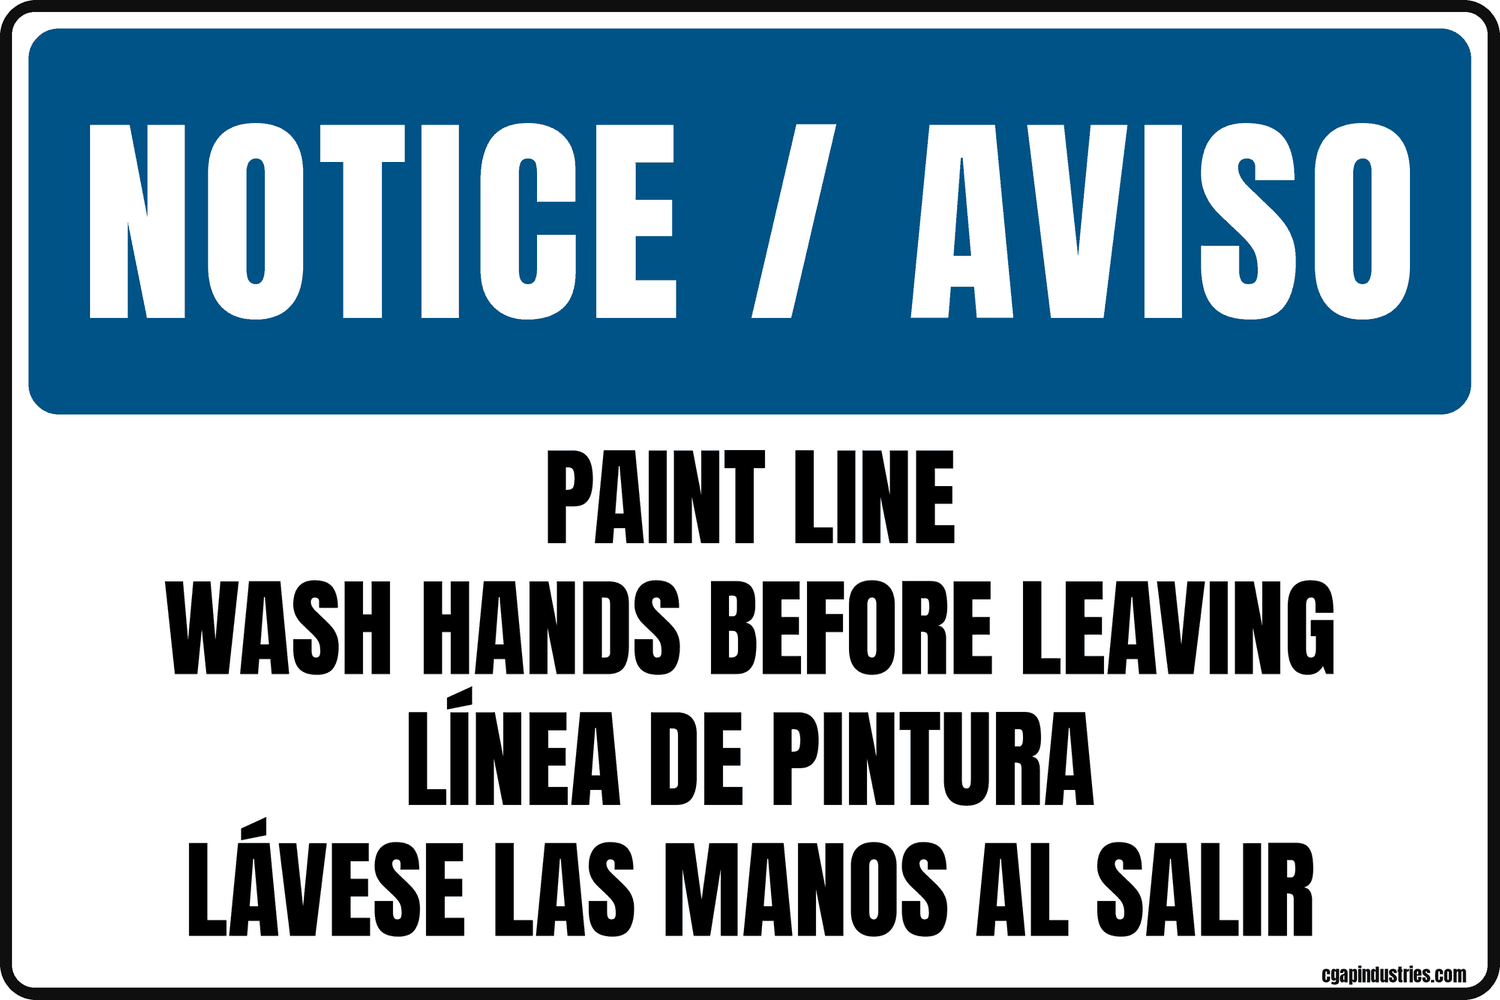 NOTICE / AVISO
PAINT LINE
WASH HANDS BEFORE LEAVING
LÍNEA DE PINTURA
LÁVESE LAS MANOS AL SALIR
cgapindustries.com